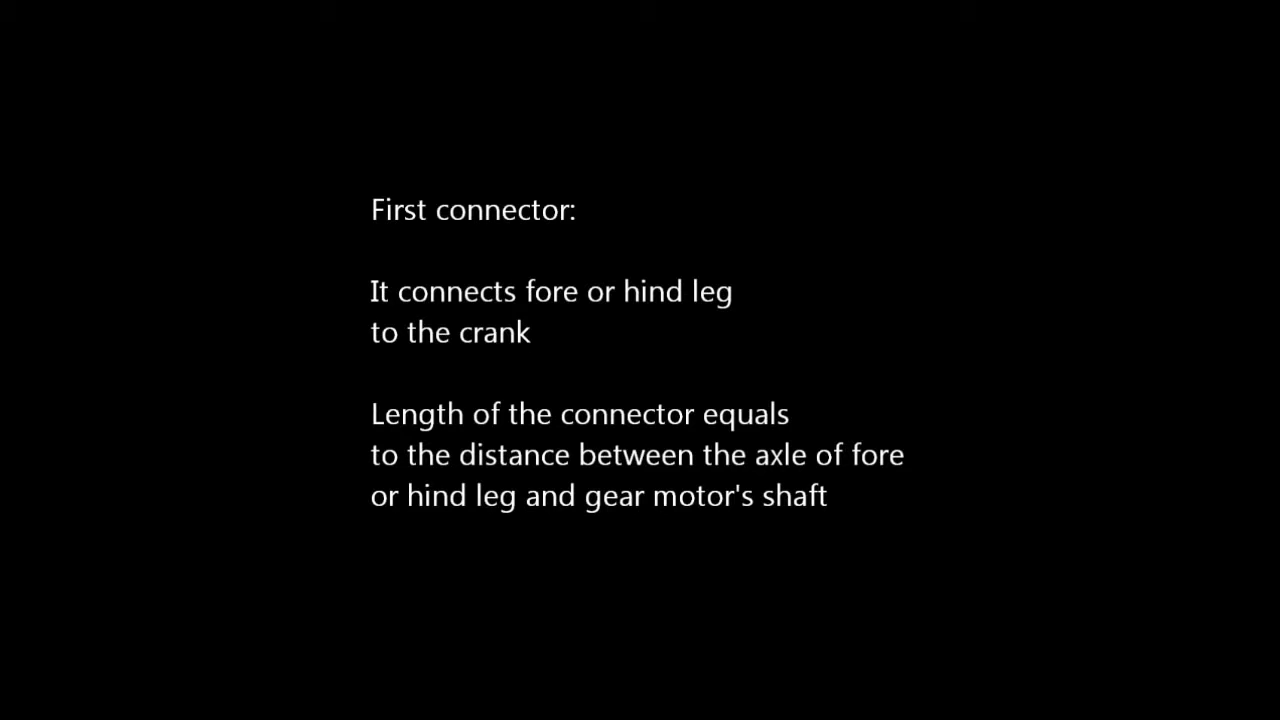 First connector:
It connects fore or hind leg
to the crank
Length of the connector equals
to the distance between the axle of fore
or hind leg and gear motor's shaft